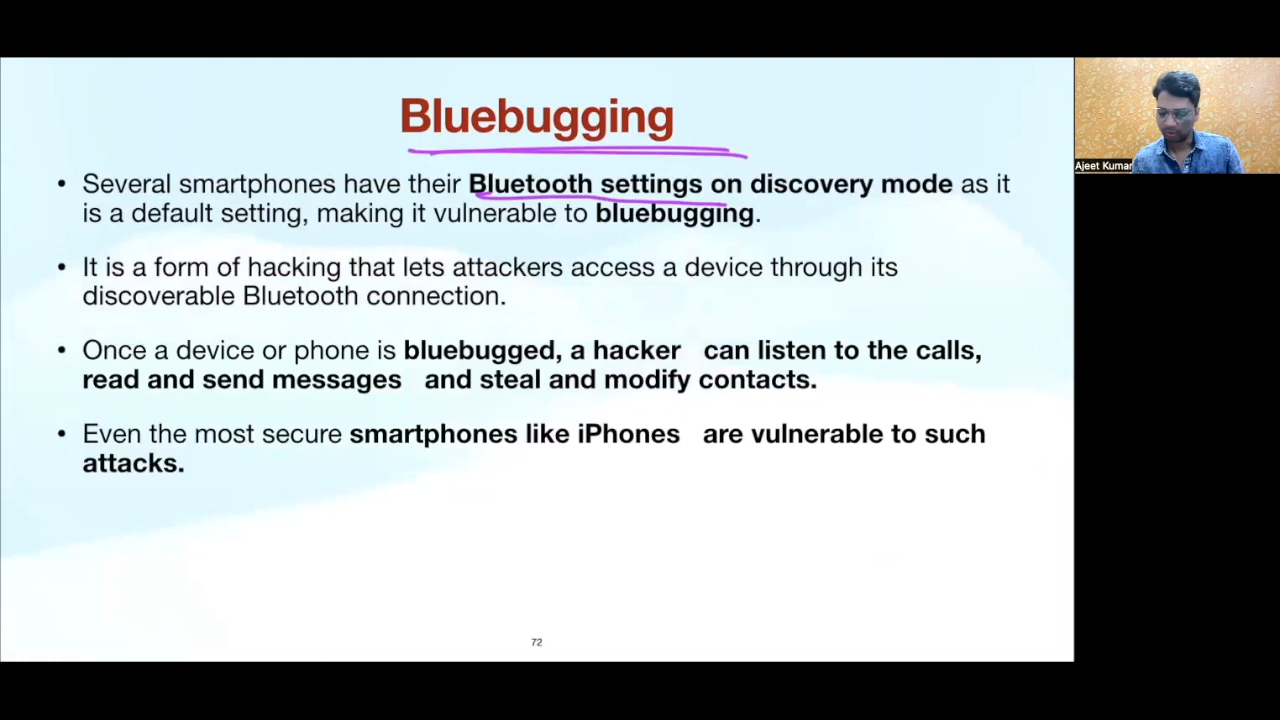 Bluebugging
• Several smartphones have their Bluetooth settings on discovery mode as it
is a default setting, making it vulnerable to bluebugging.
• It is a form of hacking that lets attackers access a device through its
discoverable Bluetooth connection.
• Once a device or phone is bluebugged, a hacker can listen to the calls,
read and send messages and steal and modify contacts.
• Even the most secure smartphones like iPhones are vulnerable to such
attacks.
72
Ajeet Kumar